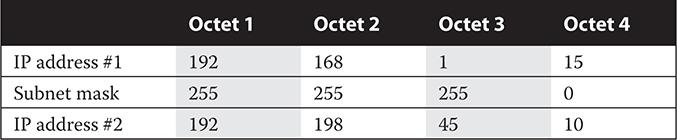 Octet 1 Octet 2 Octet 3 Octet 4
IP address #1 192 168 1 15
Subnet mask 255 255 255 0
IP address #2 192 198 45 10